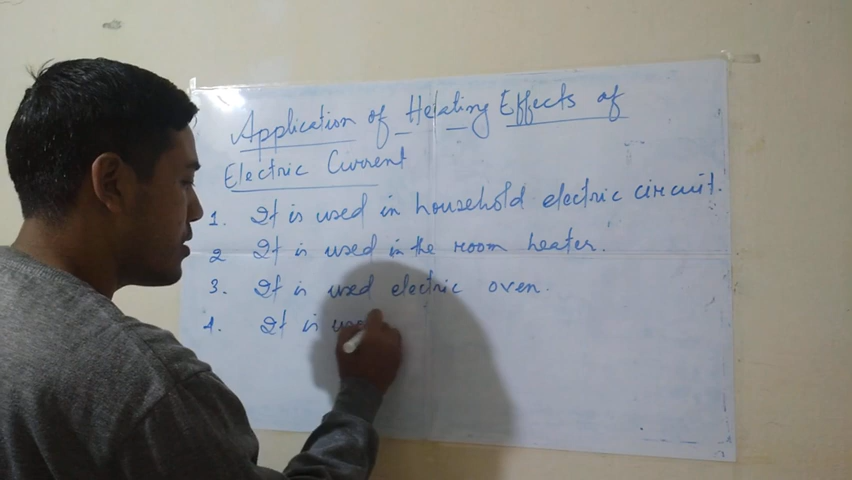 Application of Heating Effects of
Electric Current
1. It is used in household electric circuit.
2 It is used in the room heater.
3. It is used electric oven.
4. It is used